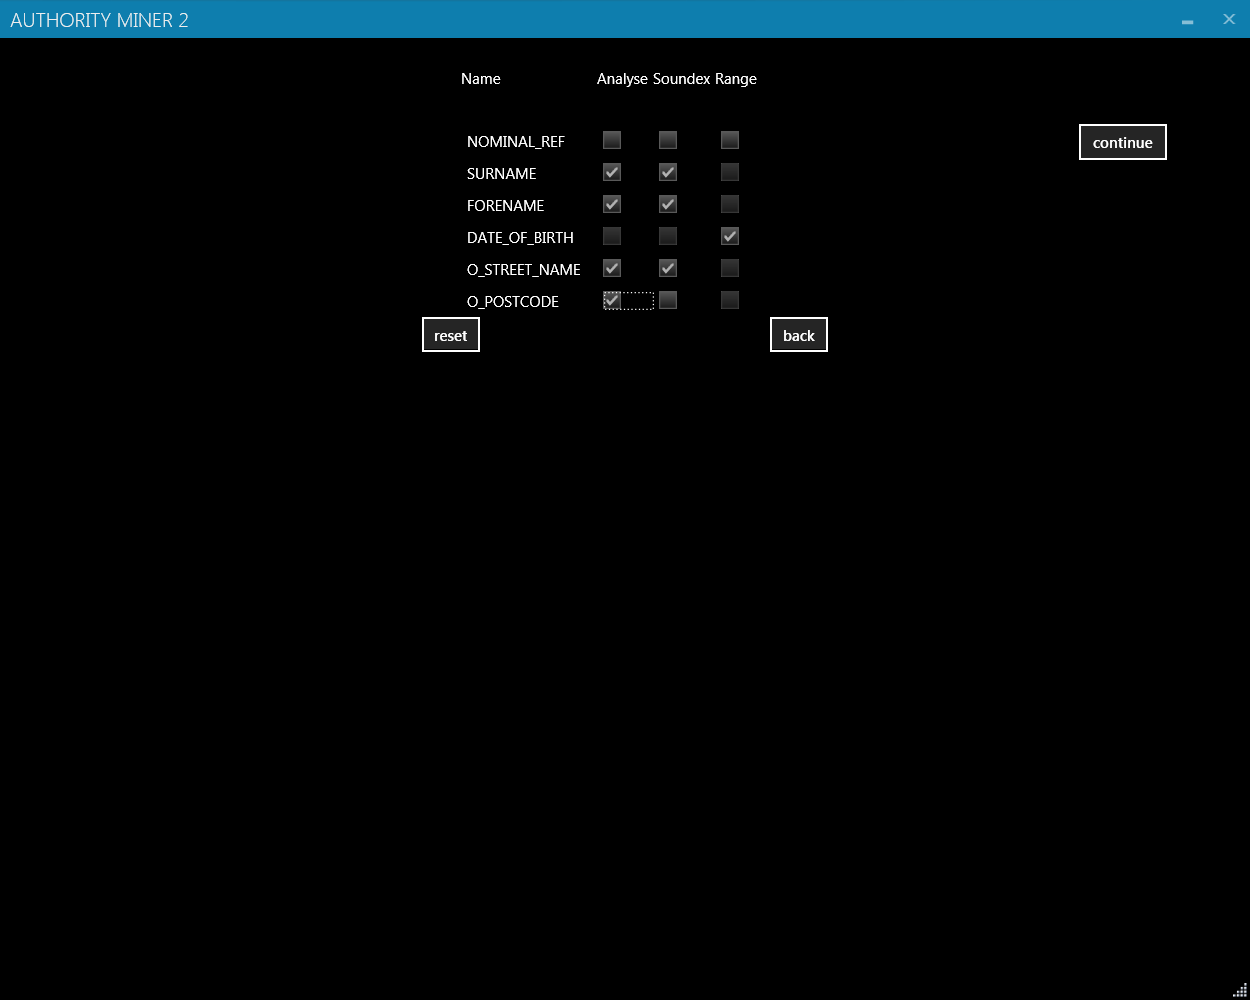 AUTHORITY MINER 2
Name Analyse Soundex Range
NOMINAL_REF
continue
SURNAME
FORENAME
DATE_OF_BIRTH
O_STREET_NAME
O_POSTCODE
reset back